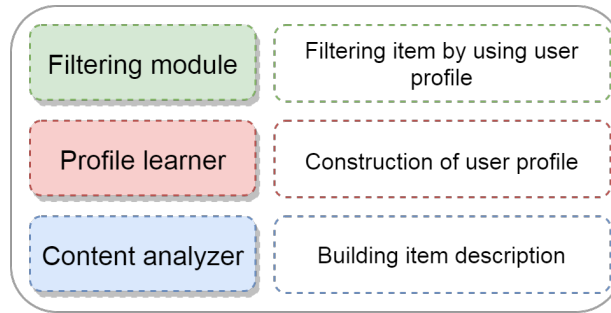 Filtering module
Filtering item by using user
profile
Profile learner
Construction of user profile
Content analyzer
Building item description